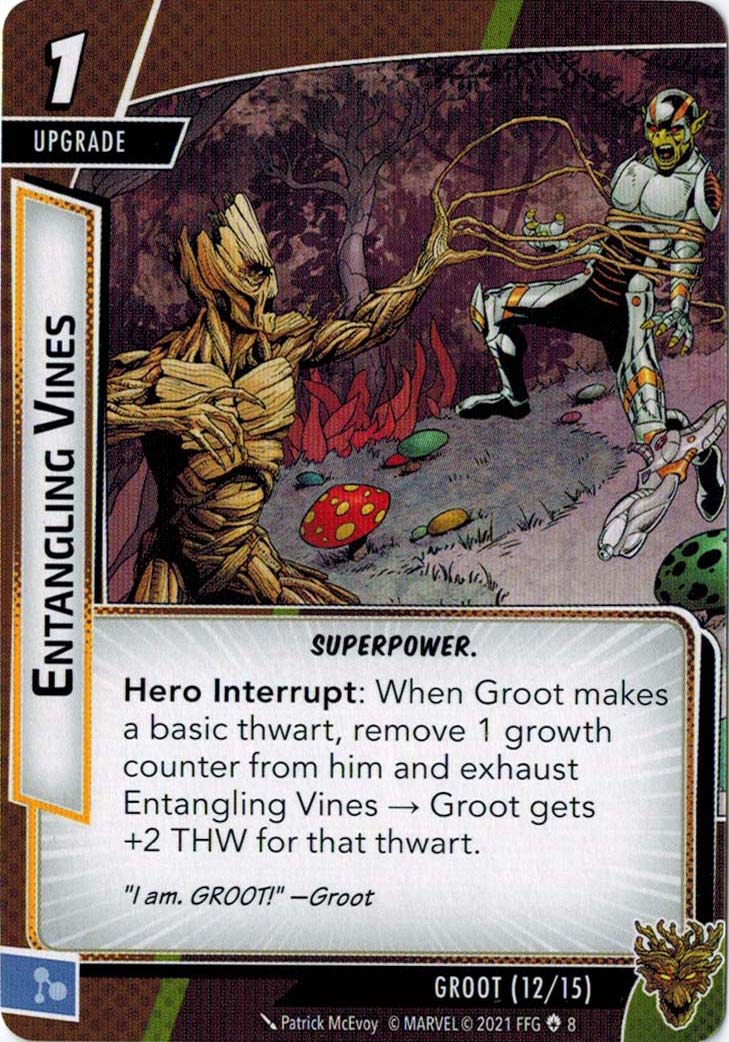 1
UPGRADE
ENTANGLING VINES
SUPERPOWER.
Hero Interrupt: When Groot makes
a basic thwart, remove 1 growth
counter from him and exhaust
Entangling Vines → Groot gets
+2 THW for that thwart.
"I am. GROOT!" —Groot
GROOT (12/15)
Patrick McEvoy © MARVEL © 2021 FFG 8